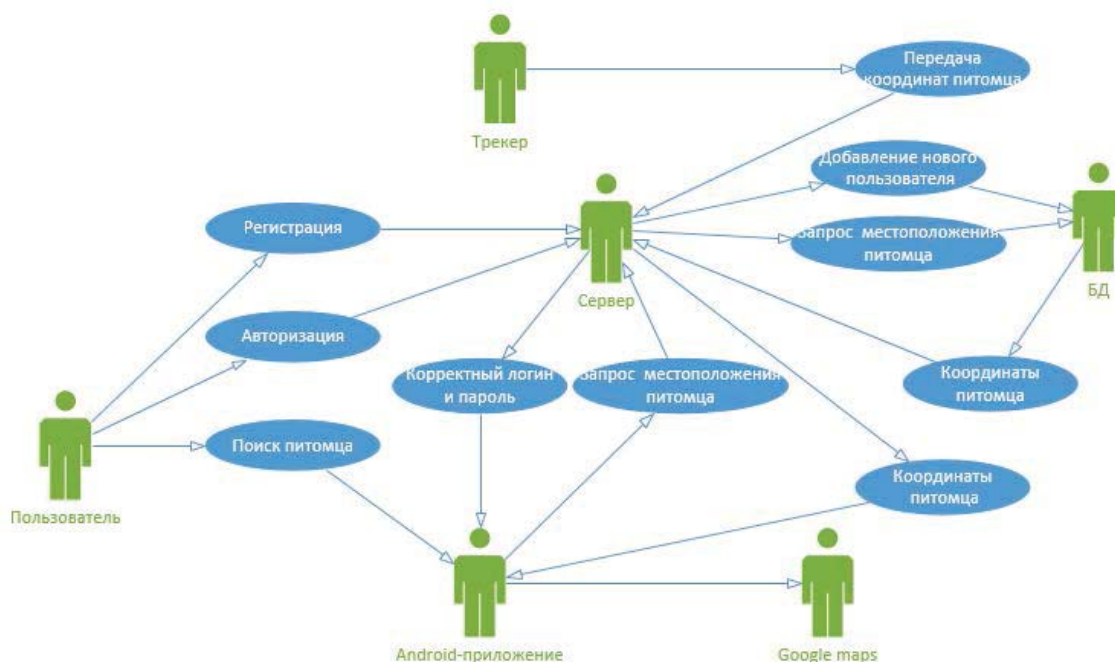 Передача
координат питомца
Трекер
Добавление нового
пользователя
Регистрация
Запрос местоположения
питомца
Сервер
БД
Авторизация
Корректный логин
и пароль
Запрос местоположения
питомца
Координаты
питомца
Поиск питомца
Координаты
питомца
Пользователь
Android-приложение
Google maps